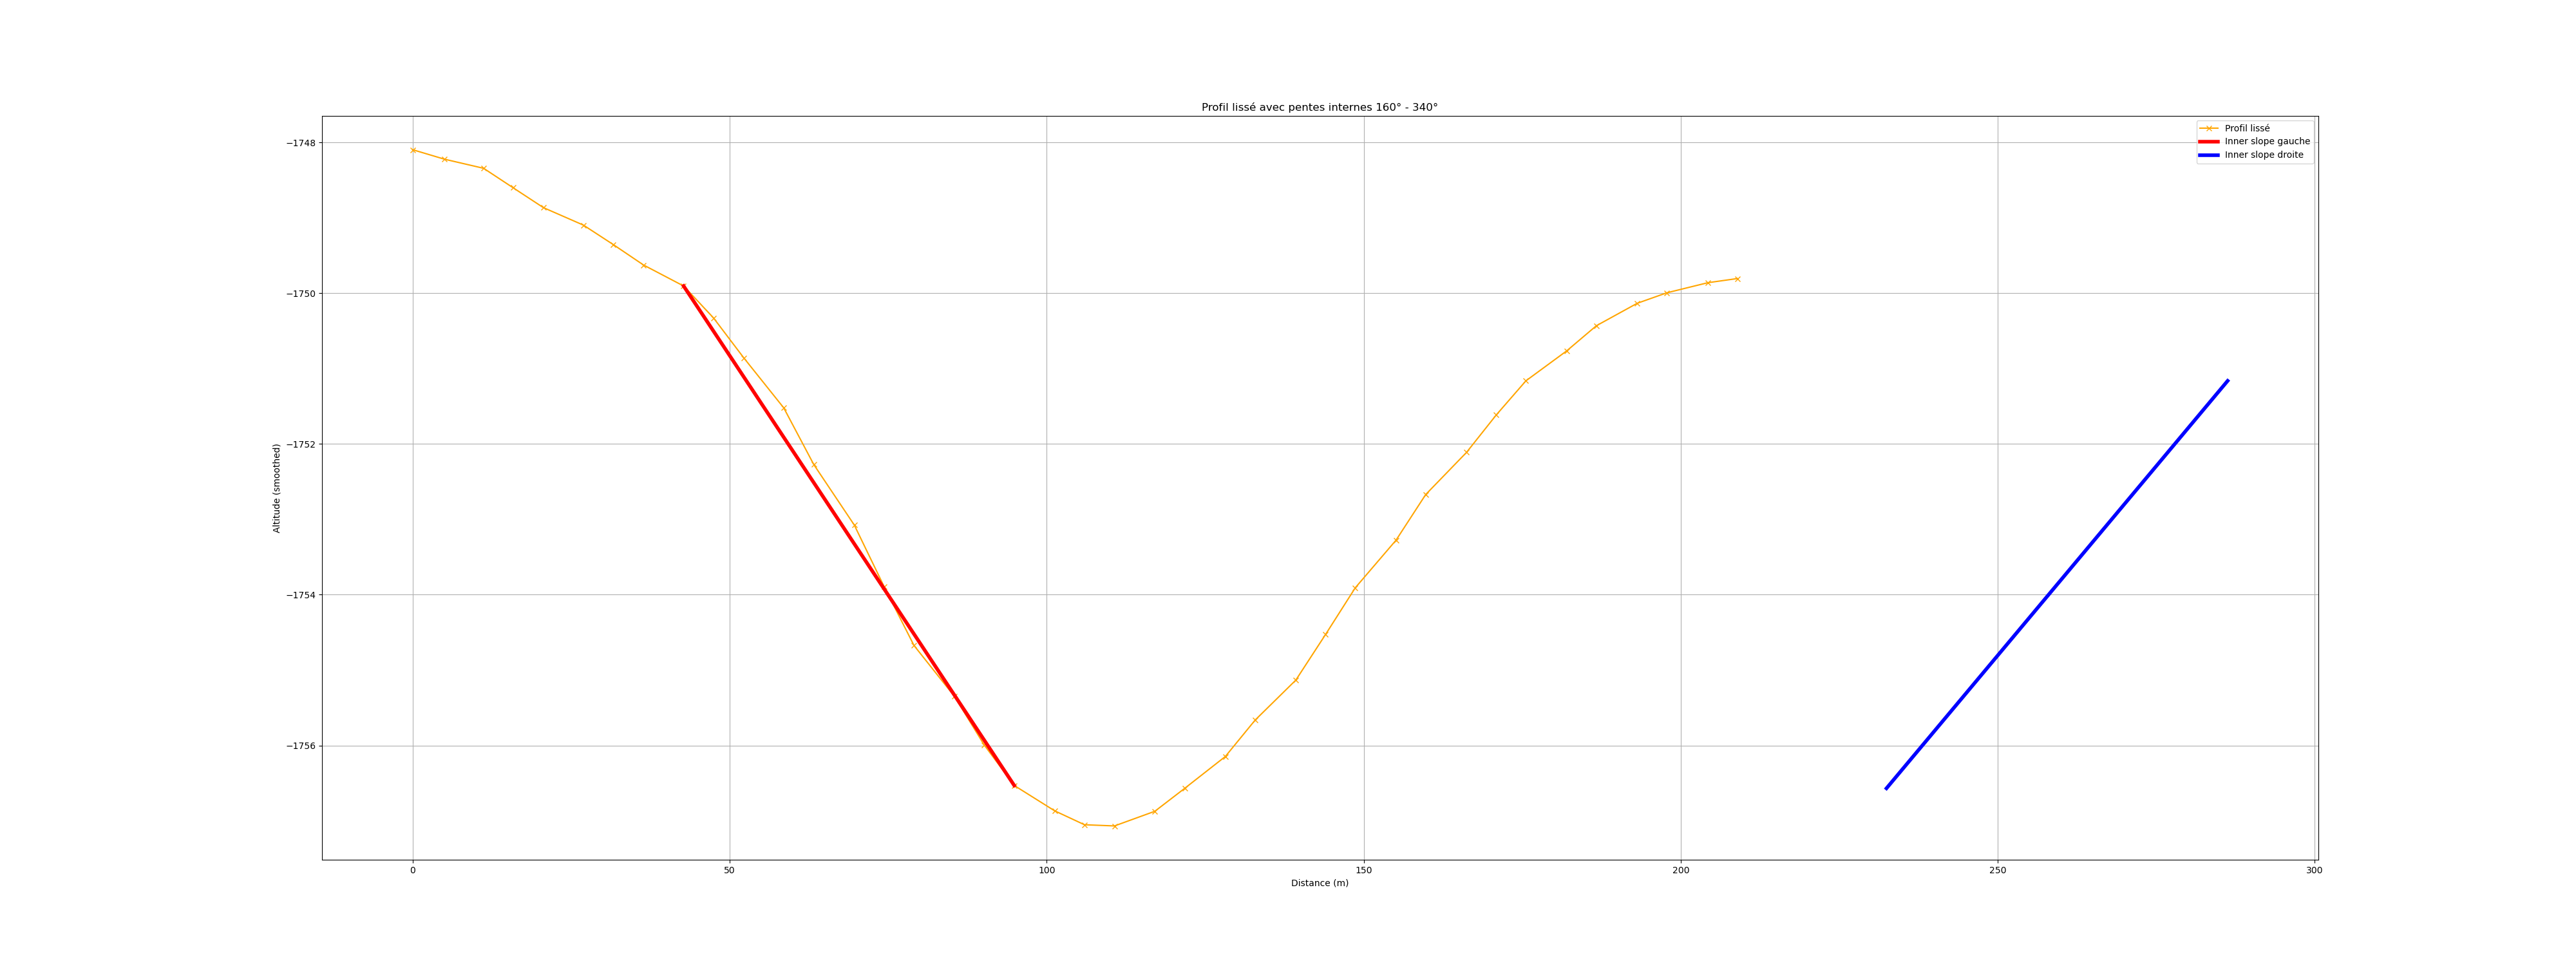 Profil lissé avec pentes internes 160° - 340°
Profil lissé
Inner slope gauche
Inner slope droite
Altitude (smoothed)
−1748
−1750
−1752
−1754
−1756
0 50 100 150 200 250 300
Distance (m)